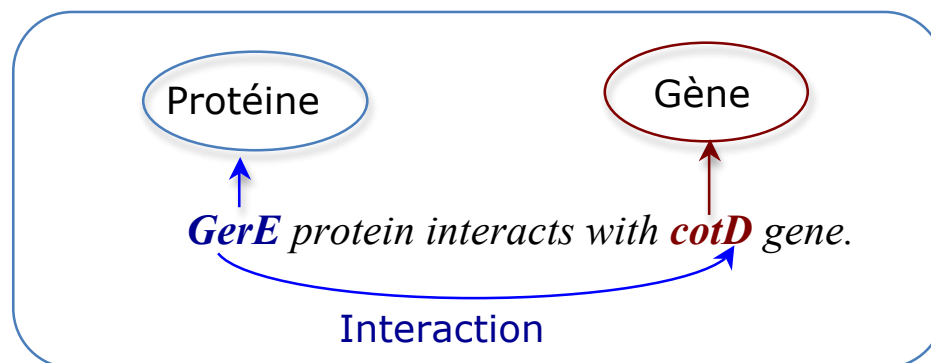 Protéine
Gène
GerE protein interacts with cotD gene.
Interaction